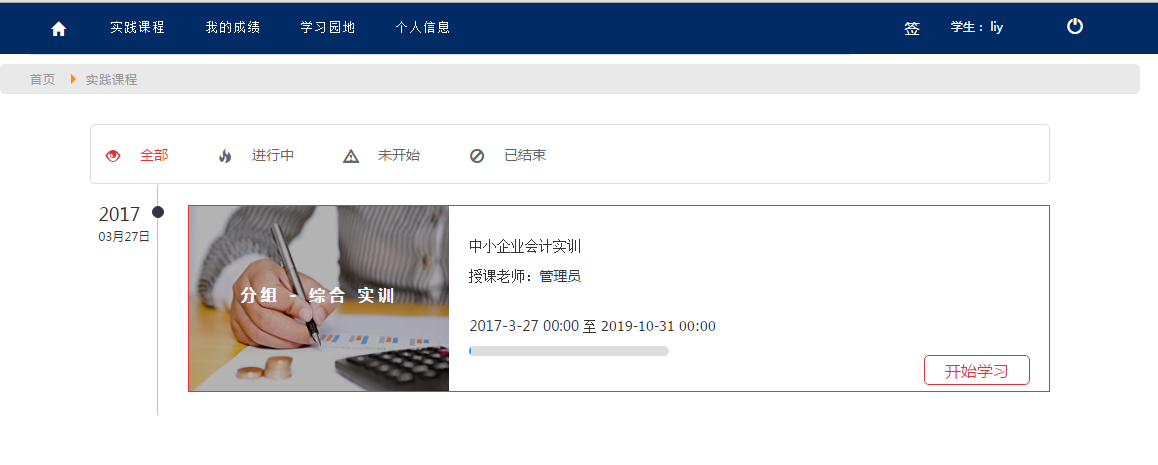 实践课程 我的成绩 学习园地 个人信息 签 学生： liy
首页 实践课程
全部 进行中 未开始 已结束
2017
03月27日
分组 - 综合 实训
中小企业会计实训
授课老师：管理员
2017-3-27 00:00 至 2019-10-31 00:00
开始学习